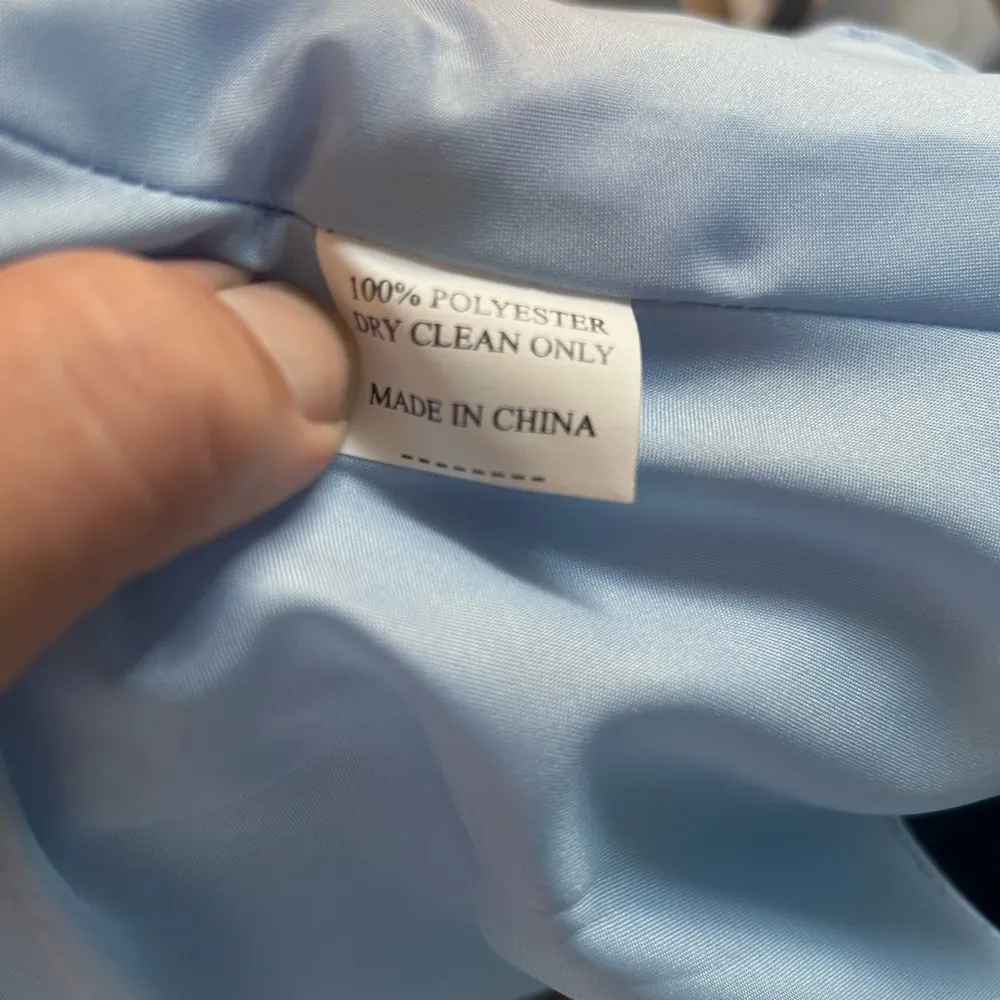 100% POLYESTER
DRY CLEAN ONLY
MADE IN CHINA